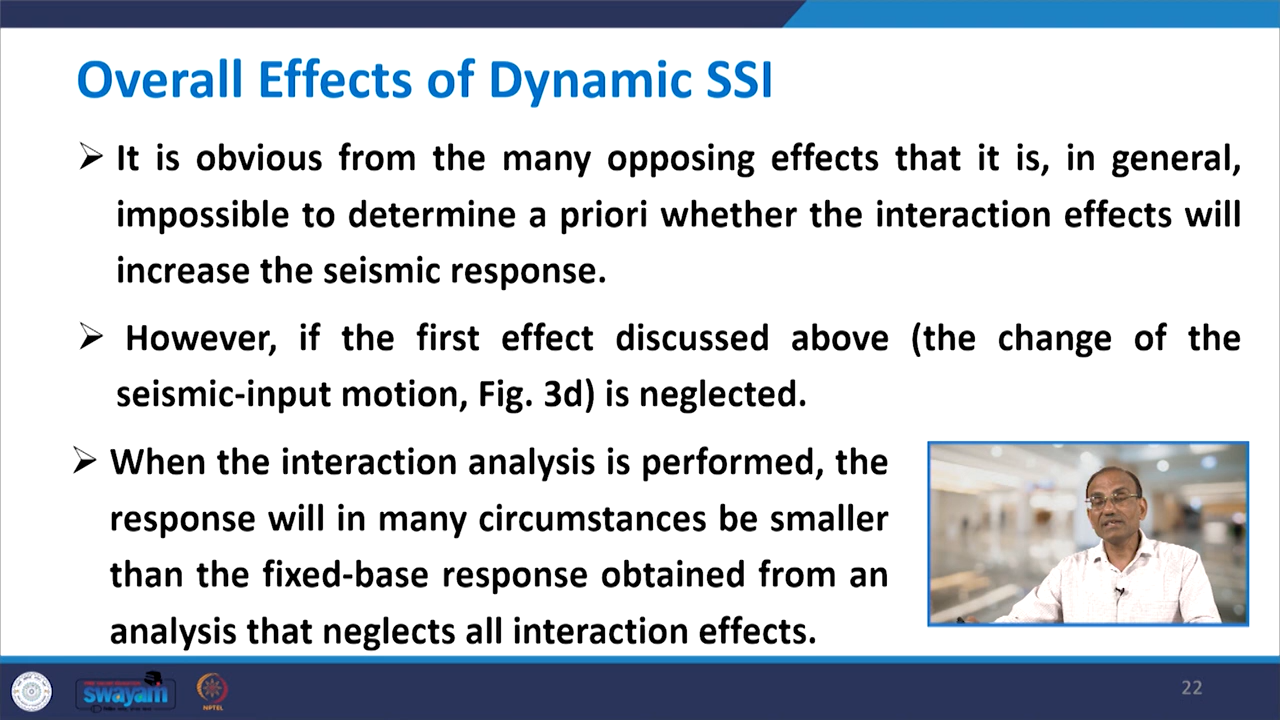 Overall Effects of Dynamic SSI
➢ It is obvious from the many opposing effects that it is, in general,
impossible to determine a priori whether the interaction effects will
increase the seismic response.
➢ However, if the first effect discussed above (the change of the
seismic-input motion, Fig. 3d) is neglected.
➢ When the interaction analysis is performed, the
response will in many circumstances be smaller
than the fixed-base response obtained from an
analysis that neglects all interaction effects.
swayam
NPTEL
22